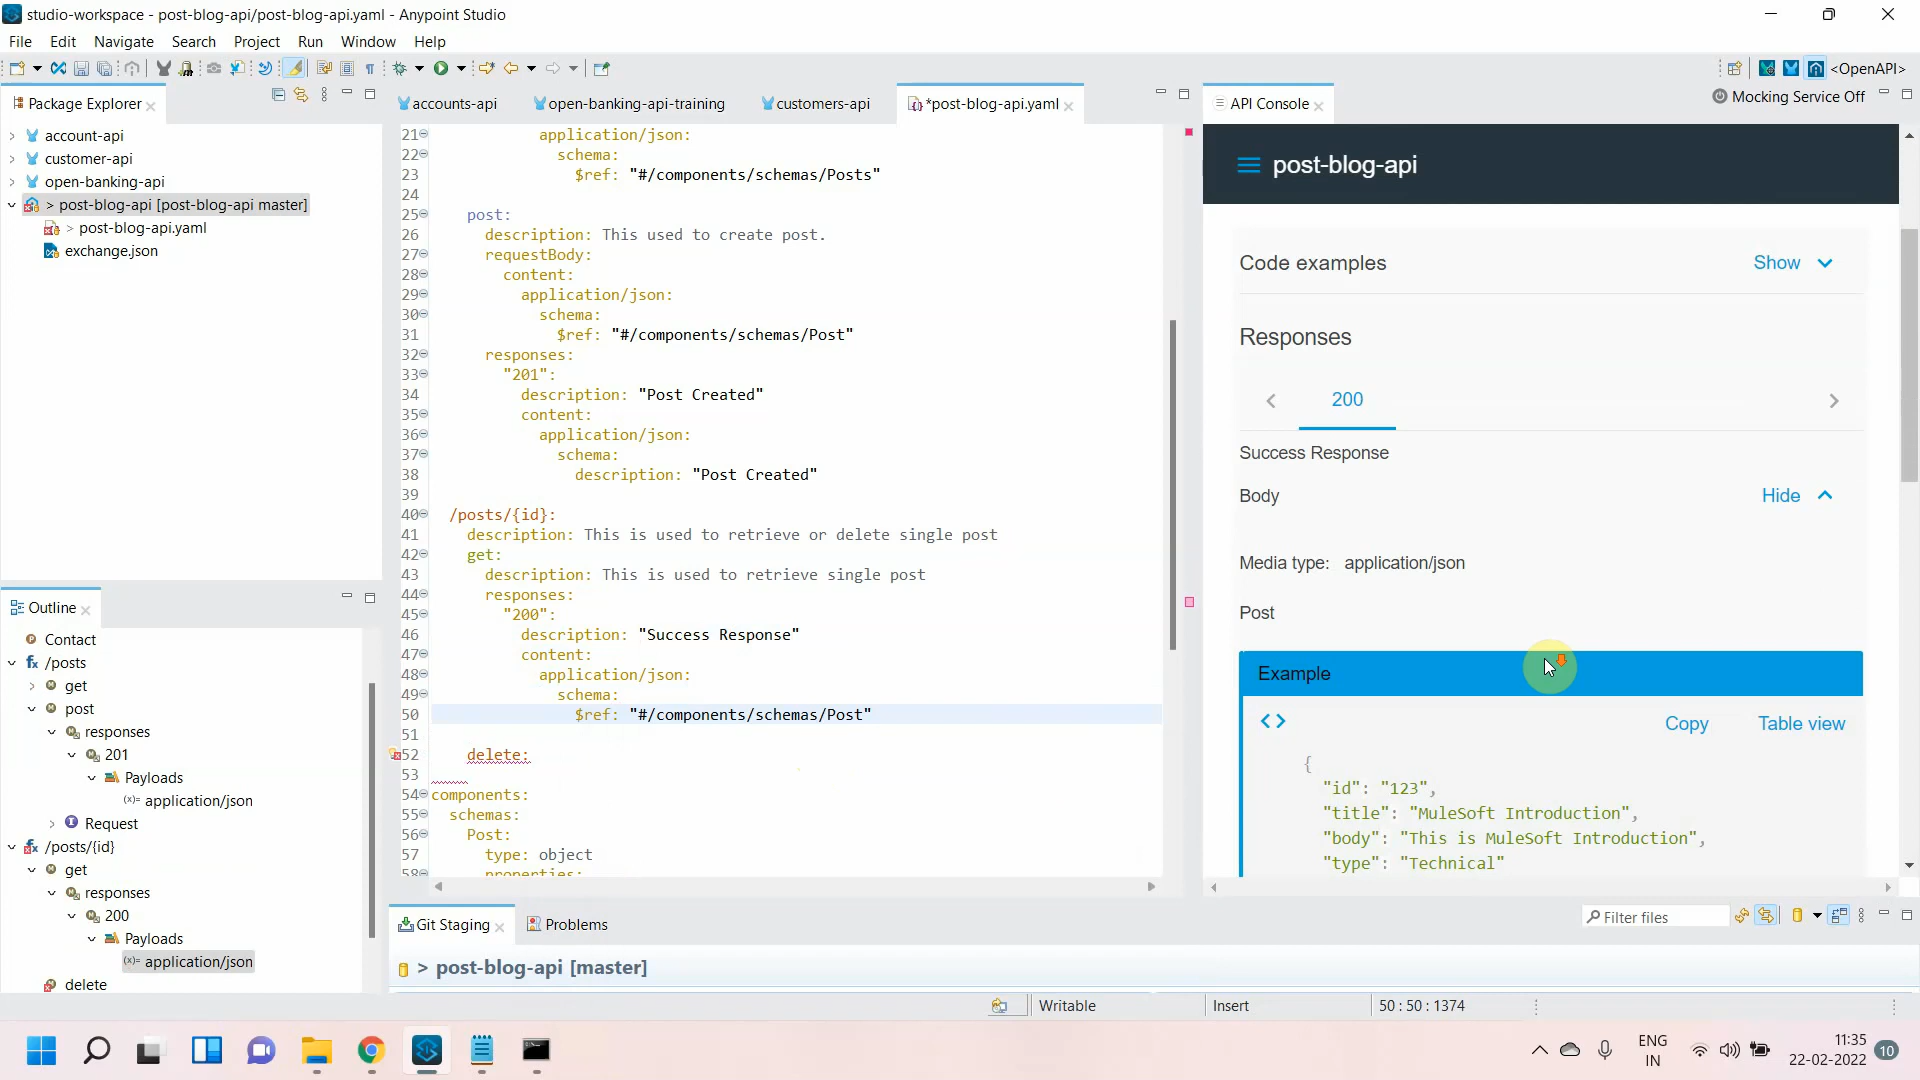 studio-workspace - post-blog-api/post-blog-api.yaml - Anypoint Studio
File Edit Navigate Search Project Run Window Help
<OpenAPI>
Package Explorer
account-api
customer-api
open-banking-api
> post-blog-api [post-blog-api master]
> post-blog-api.yaml
exchange.json
Outline
Contact
/posts
get
post
responses
201
Payloads
(x)= application/json
Request
/posts/{id}
get
responses
200
Payloads
(x)= application/json
delete
accounts-api open-banking-api-training customers-api *post-blog-api.yaml
21 application/json:
22 schema:
23 $ref: "#/components/schemas/Posts"
24
25 post:
26 description: This used to create post.
27 requestBody:
28 content:
29 application/json:
30 schema:
31 $ref: "#/components/schemas/Post"
32 responses:
33 "201":
34 description: "Post Created"
35 content:
36 application/json:
37 schema:
38 description: "Post Created"
39
40 /posts/{id}:
41 description: This is used to retrieve or delete single post
42 get:
43 description: This is used to retrieve single post
44 responses:
45 "200":
46 description: "Success Response"
47 content:
48 application/json:
49 schema:
50 $ref: "#/components/schemas/Post"
51
52 delete:
53
54 components:
55 schemas:
56 Post:
57 type: object
58 properties:
API Console
Mocking Service Off
post-blog-api
Code examples
Show
Responses
200
Success Response
Body
Hide
Media type: application/json
Post
Example
Copy Table view
{
"id": "123",
"title": "MuleSoft Introduction",
"body": "This is MuleSoft Introduction",
"type": "Technical"
Git Staging Problems
Filter files
> post-blog-api [master]
Writable Insert 50 : 50 : 1374
ENG
IN
11:35
22-02-2022
10